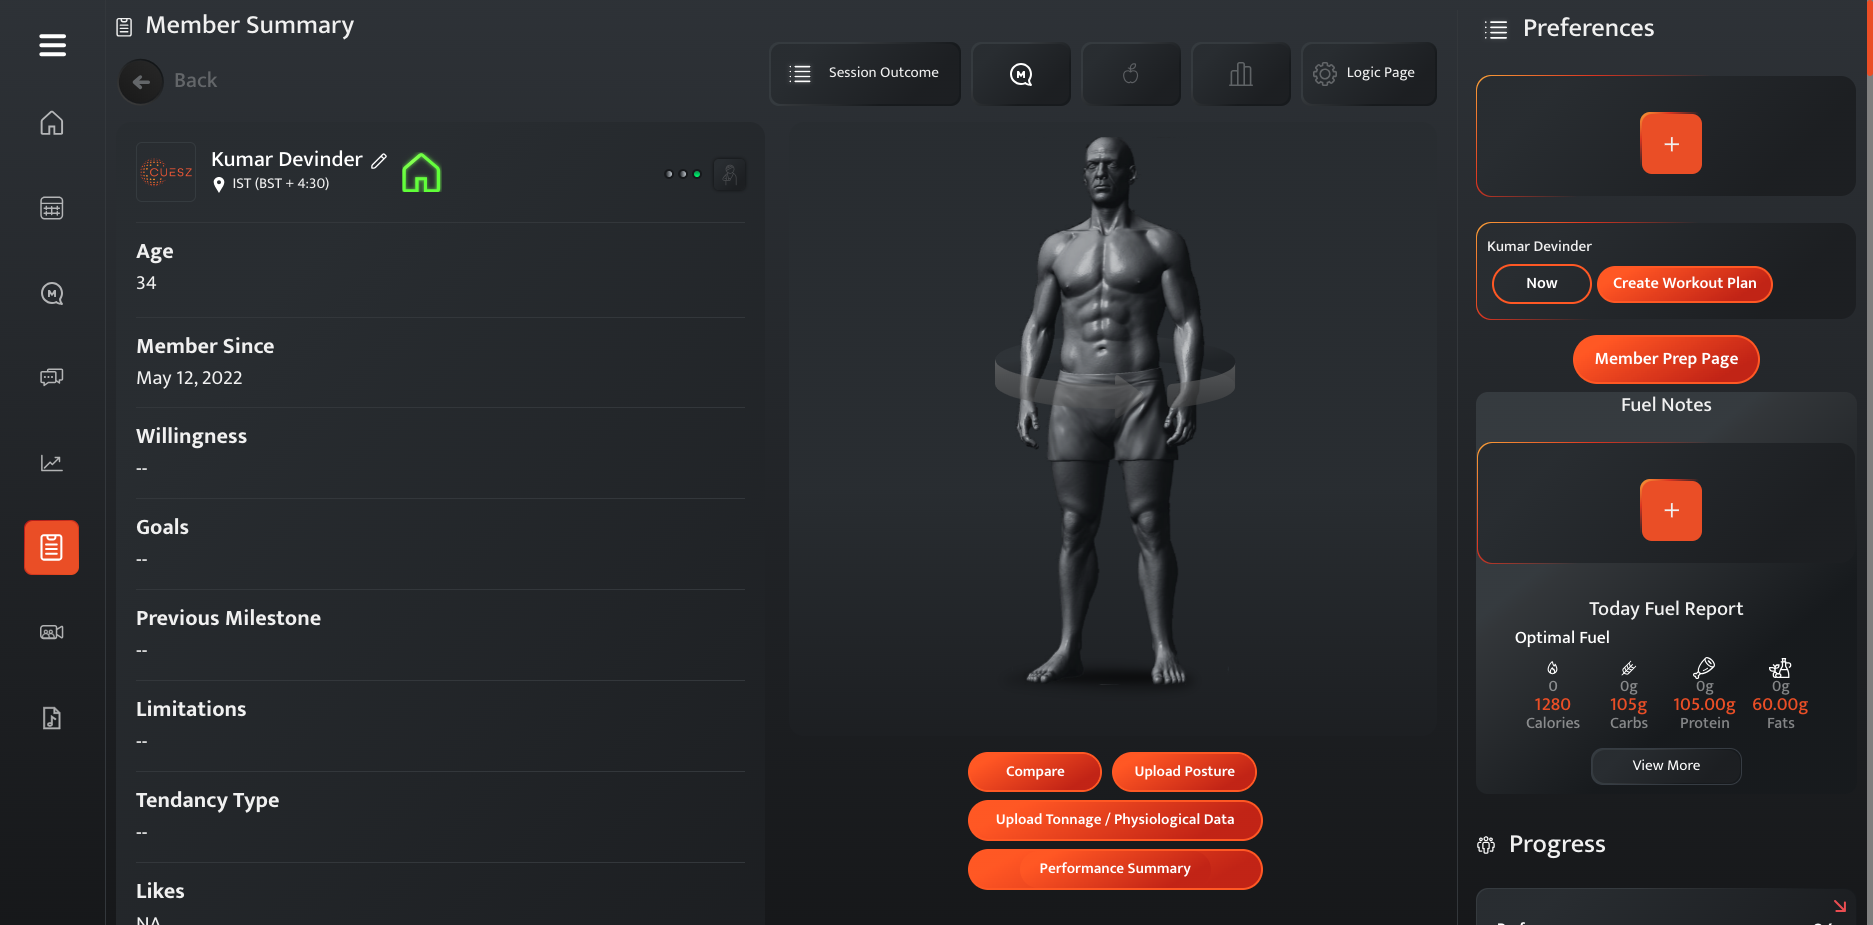 Member Summary
Back
Session Outcome
M
Logic Page
CUESZ
Kumar Devinder
IST (BST + 4:30)
Age
34
Member Since
May 12, 2022
Willingness
--
Goals
--
Previous Milestone
--
Limitations
--
Tendancy Type
--
Likes
NA
Compare
Upload Posture
Upload Tonnage / Physiological Data
Performance Summary
Preferences
+
Kumar Devinder
Now
Create Workout Plan
Member Prep Page
Fuel Notes
+
Today Fuel Report
Optimal Fuel
0 0g 0g 0g
1280 105g 105.00g 60.00g
Calories Carbs Protein Fats
View More
Progress